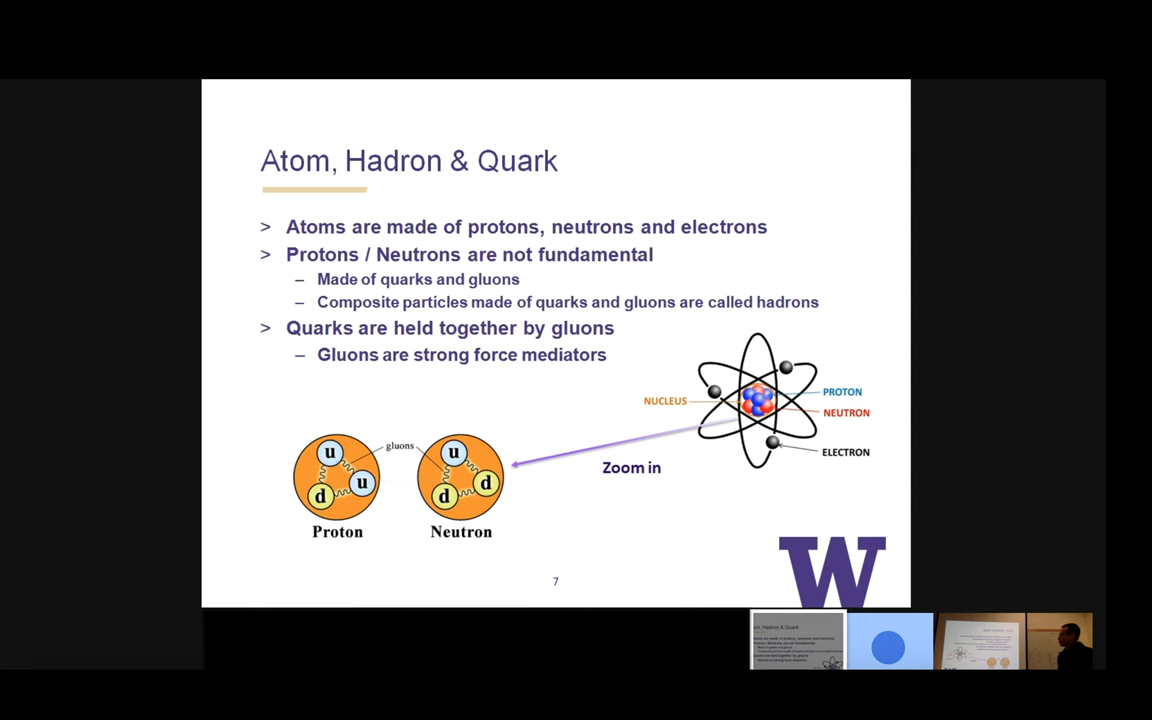 Atom, Hadron & Quark
> Atoms are made of protons, neutrons and electrons
> Protons / Neutrons are not fundamental
– Made of quarks and gluons
– Composite particles made of quarks and gluons are called hadrons
> Quarks are held together by gluons
– Gluons are strong force mediators
NUCLEUS
PROTON
NEUTRON
ELECTRON
Zoom in
gluons
u
u
d
u
d
d
Proton
Neutron
7
W